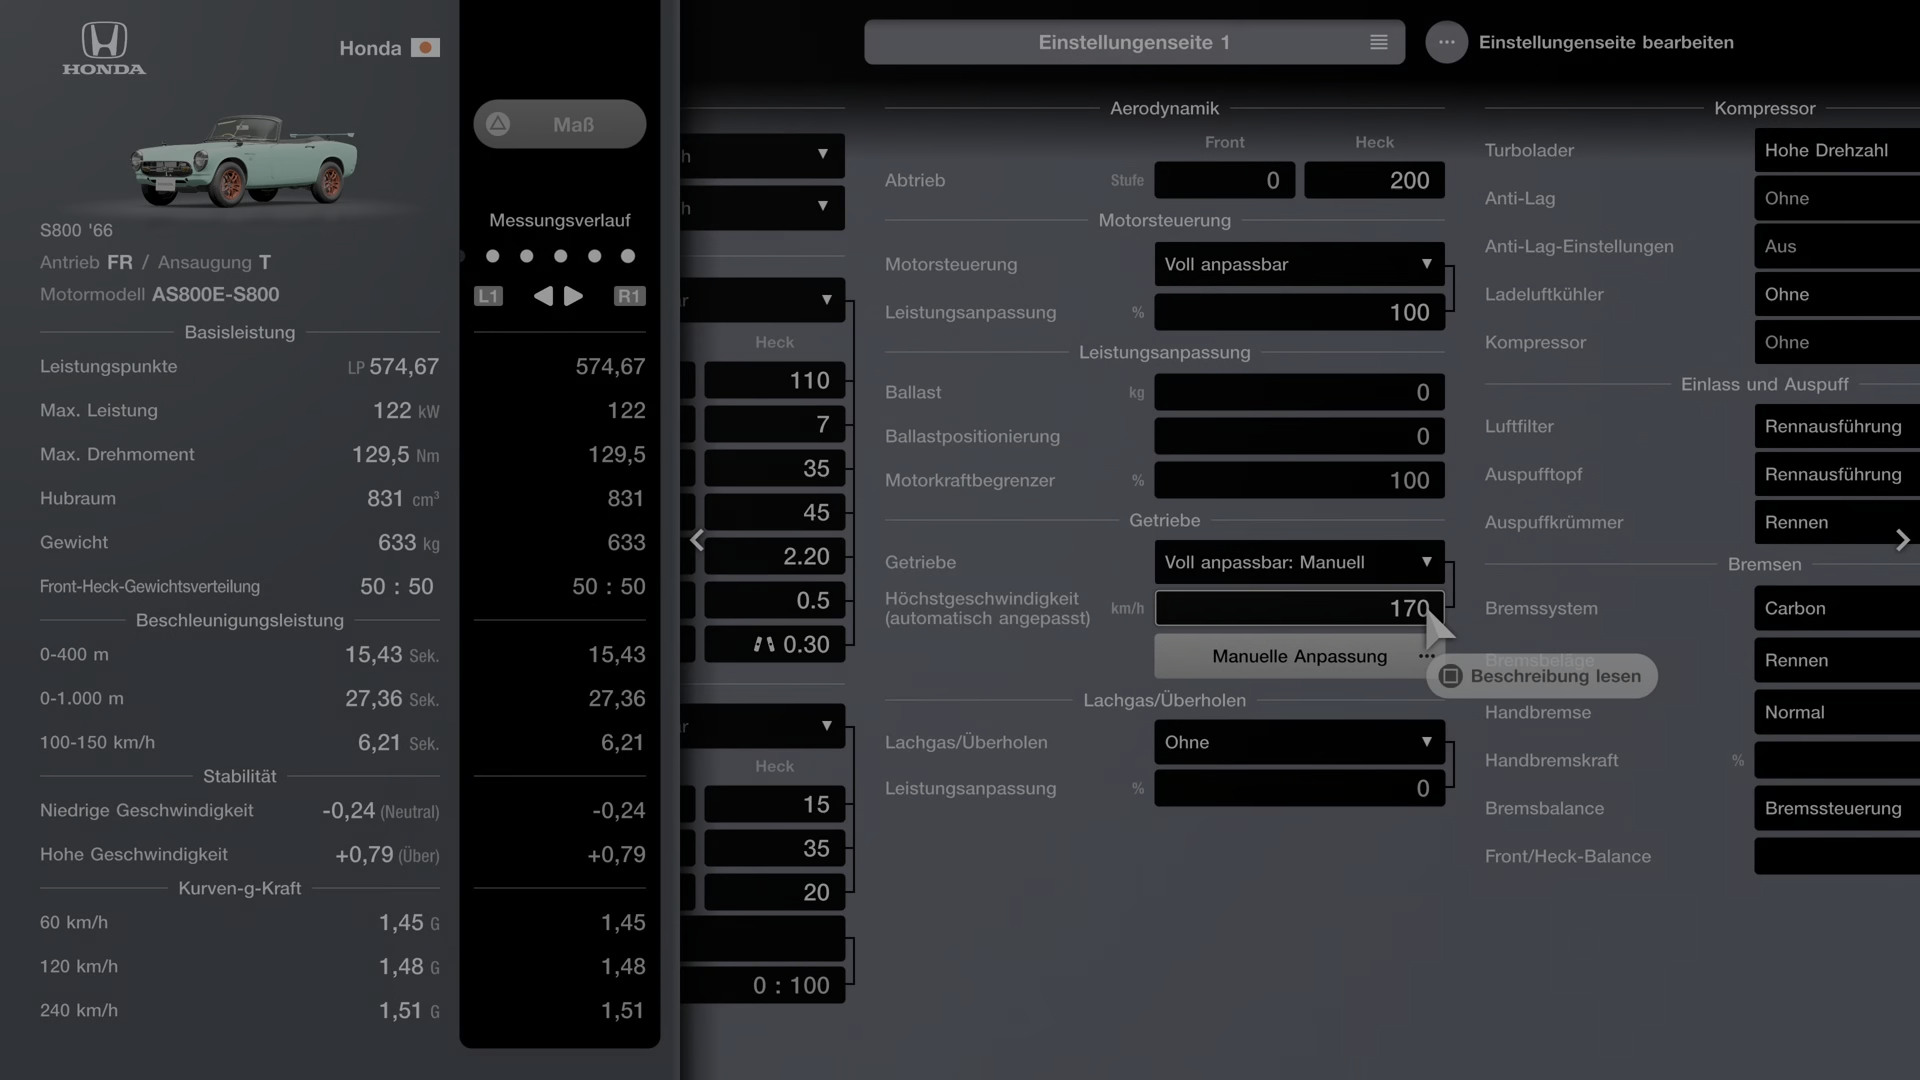 HONDA
Honda
S800 '66
Antrieb FR / Ansaugung T
Motormodell AS800E-S800
Basisleistung
Leistungspunkte LP 574,67
Max. Leistung 122 kW
Max. Drehmoment 129,5 Nm
Hubraum 831 cm³
Gewicht 633 kg
Front-Heck-Gewichtsverteilung 50 : 50
Beschleunigungsleistung
0-400 m 15,43 Sek.
0-1.000 m 27,36 Sek.
100-150 km/h 6,21 Sek.
Stabilität
Niedrige Geschwindigkeit -0,24 (Neutral)
Hohe Geschwindigkeit +0,79 (Über)
Kurven-g-Kraft
60 km/h 1,45 G
120 km/h 1,48 G
240 km/h 1,51 G
Maß
Messungsverlauf
L1 R1
574,67
122
129,5
831
633
50 : 50
15,43
27,36
6,21
-0,24
+0,79
1,45
1,48
1,51
Heck
110
7
35
45
2.20
0.5
0.30
Heck
15
35
20
0 : 100
Einstellungenseite 1
Einstellungenseite bearbeiten
Aerodynamik
Front Heck
Abtrieb Stufe 0 200
Motorsteuerung
Motorsteuerung Voll anpassbar
Leistungsanpassung % 100
Leistungsanpassung
Ballast kg 0
Ballastpositionierung 0
Motorkraftbegrenzer % 100
Getriebe
Getriebe Voll anpassbar: Manuell
Höchstgeschwindigkeit
(automatisch angepasst) km/h 170
Manuelle Anpassung
Beschreibung lesen
Lachgas/Überholen
Lachgas/Überholen Ohne
Leistungsanpassung % 0
Kompressor
Turbolader Hohe Drehzahl
Anti-Lag Ohne
Anti-Lag-Einstellungen Aus
Ladeluftkühler Ohne
Kompressor Ohne
Einlass und Auspuff
Luftfilter Rennausführung
Auspufftopf Rennausführung
Auspuffkrümmer Rennen
Bremsen
Bremssystem Carbon
Bremsbeläge Rennen
Handbremse Normal
Handbremskraft %
Bremsbalance Bremssteuerung
Front/Heck-Balance